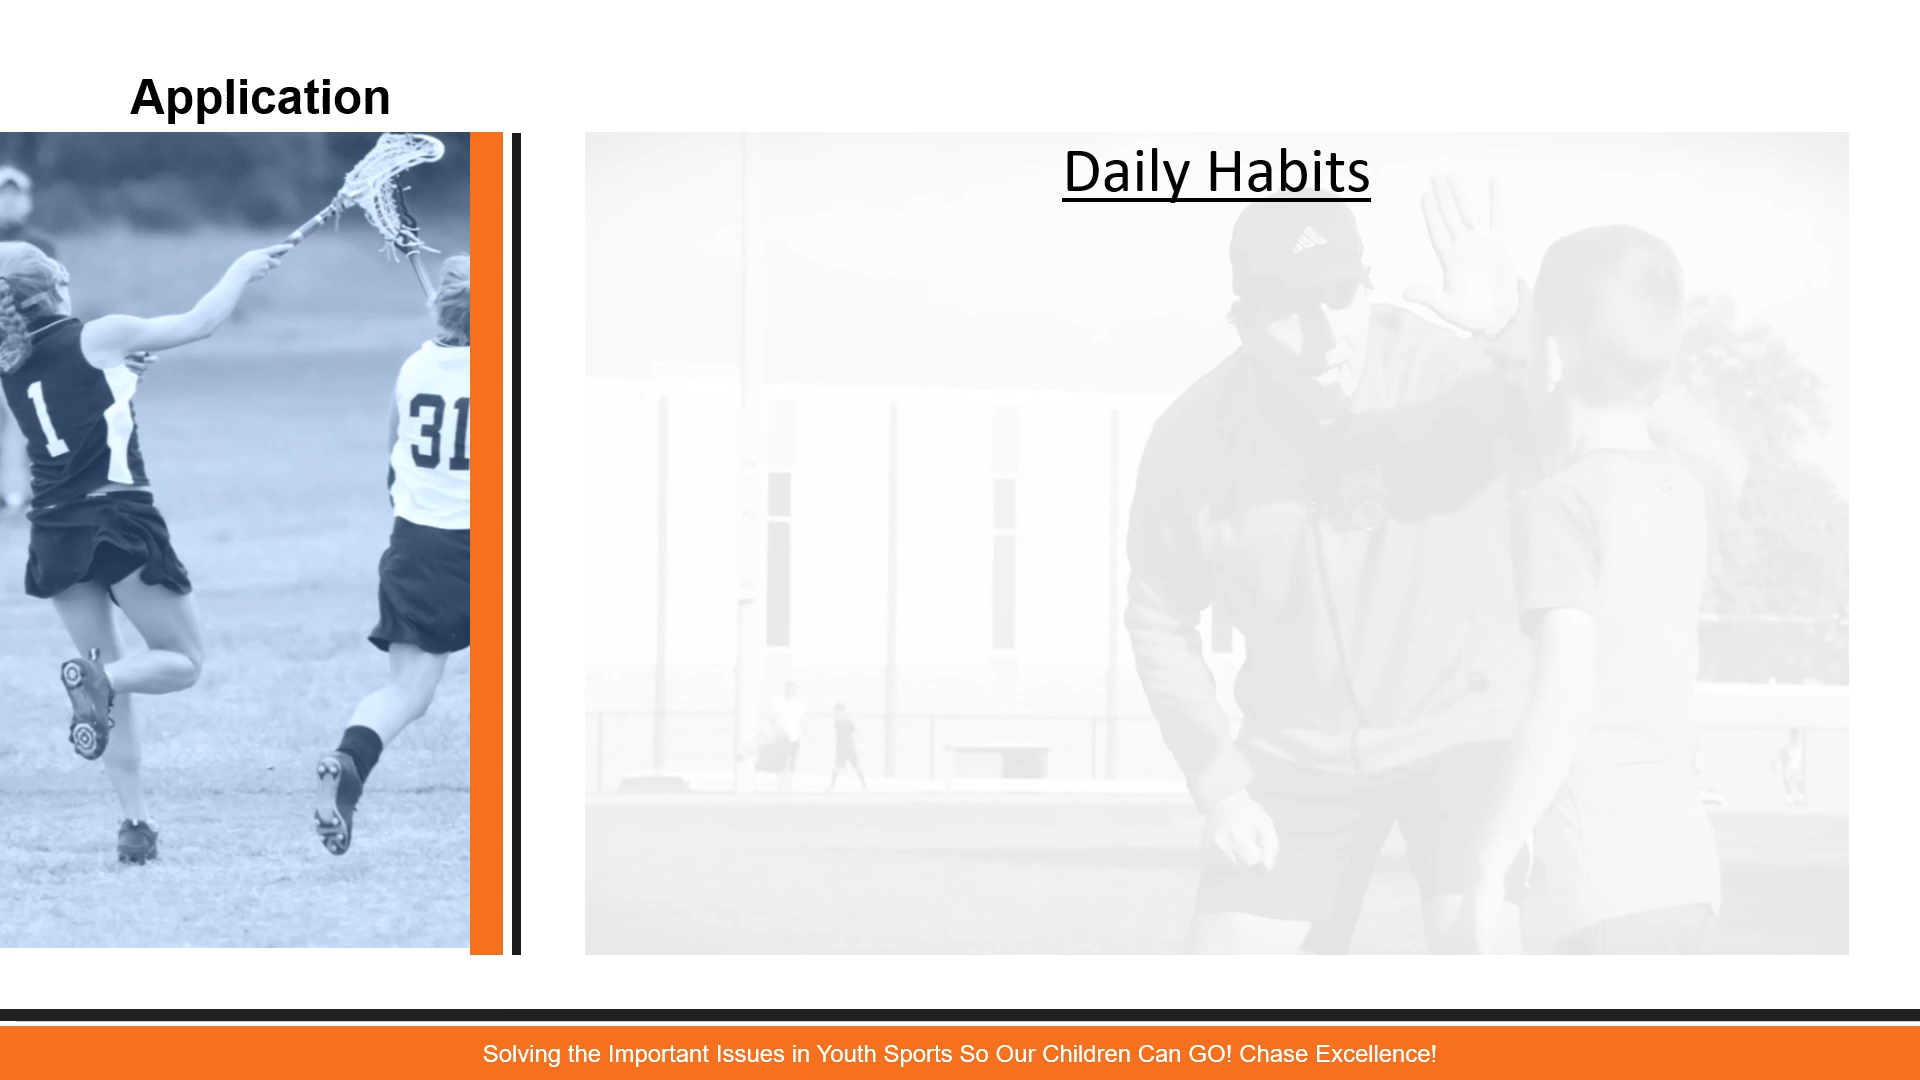 Application
Daily Habits
1
31
Solving the Important Issues in Youth Sports So Our Children Can GO! Chase Excellence!